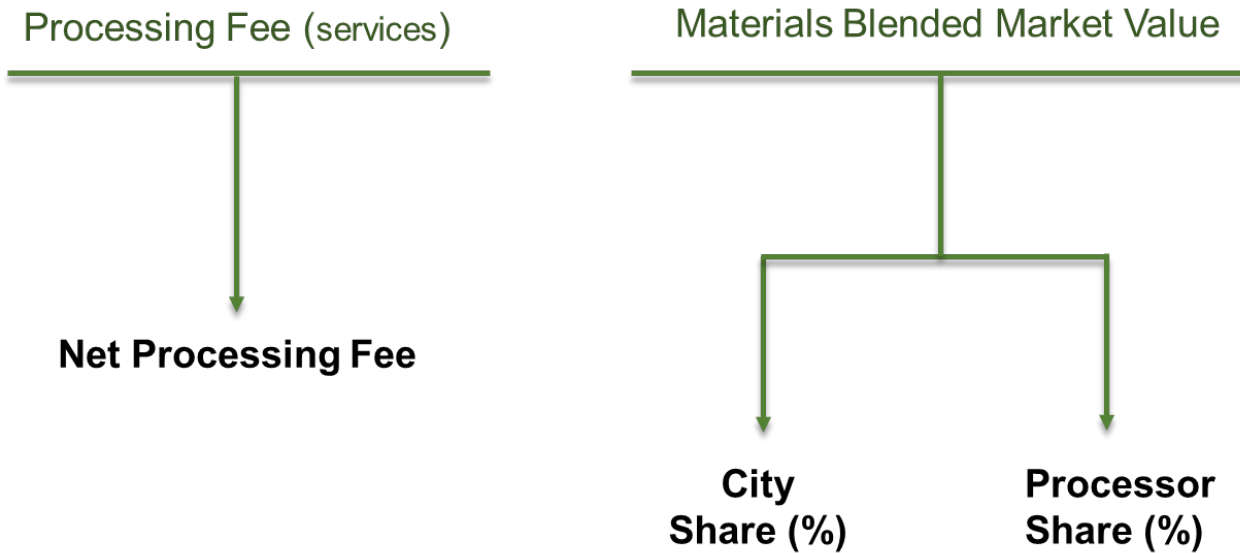 Processing Fee (services)
Materials Blended Market Value
Net Processing Fee
City
Share (%)
Processor
Share (%)